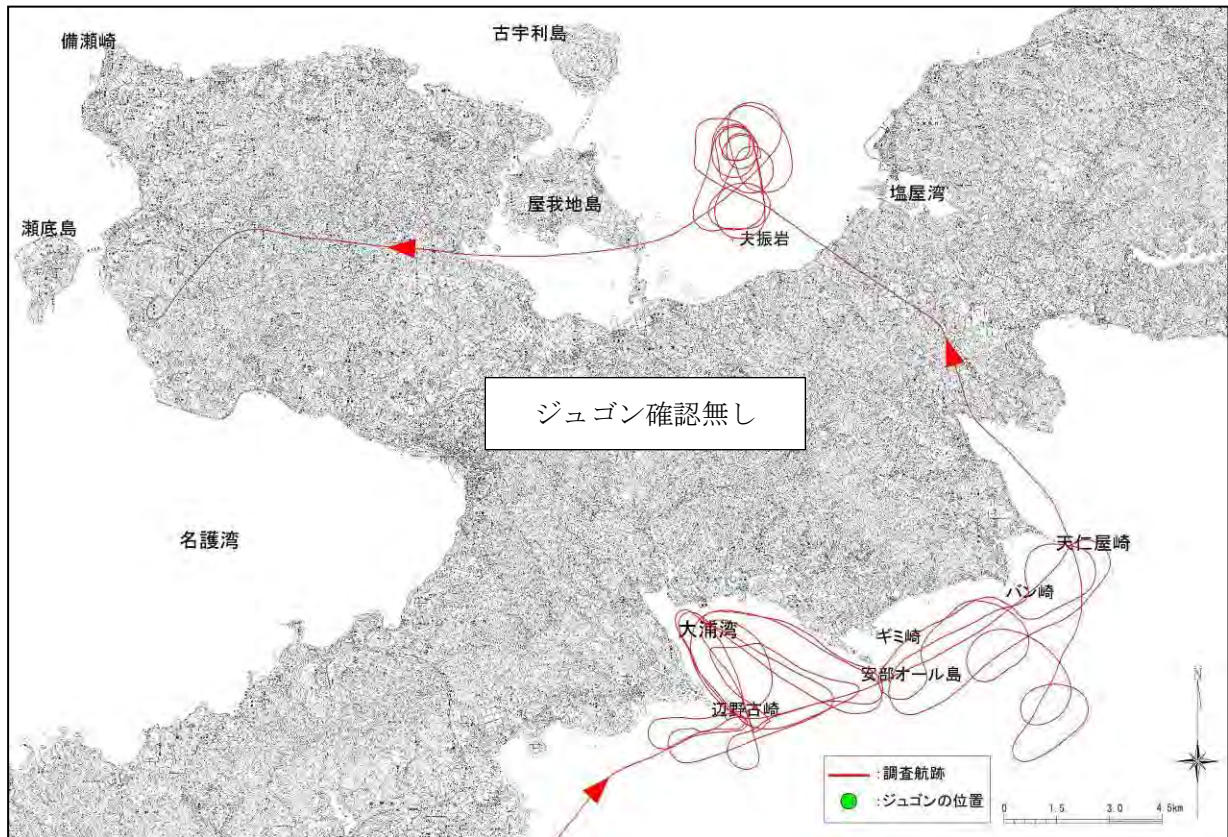 古宇利島
備瀬崎
塩屋湾
屋我地島
瀬底島
夫振岩
ジュゴン確認無し
名護湾
天仁屋崎
バン崎
大浦湾
ギミ崎
安部オール島
辺野古崎
N
:調査航跡
:ジュゴンの位置
0 1.5 3.0 4.5km